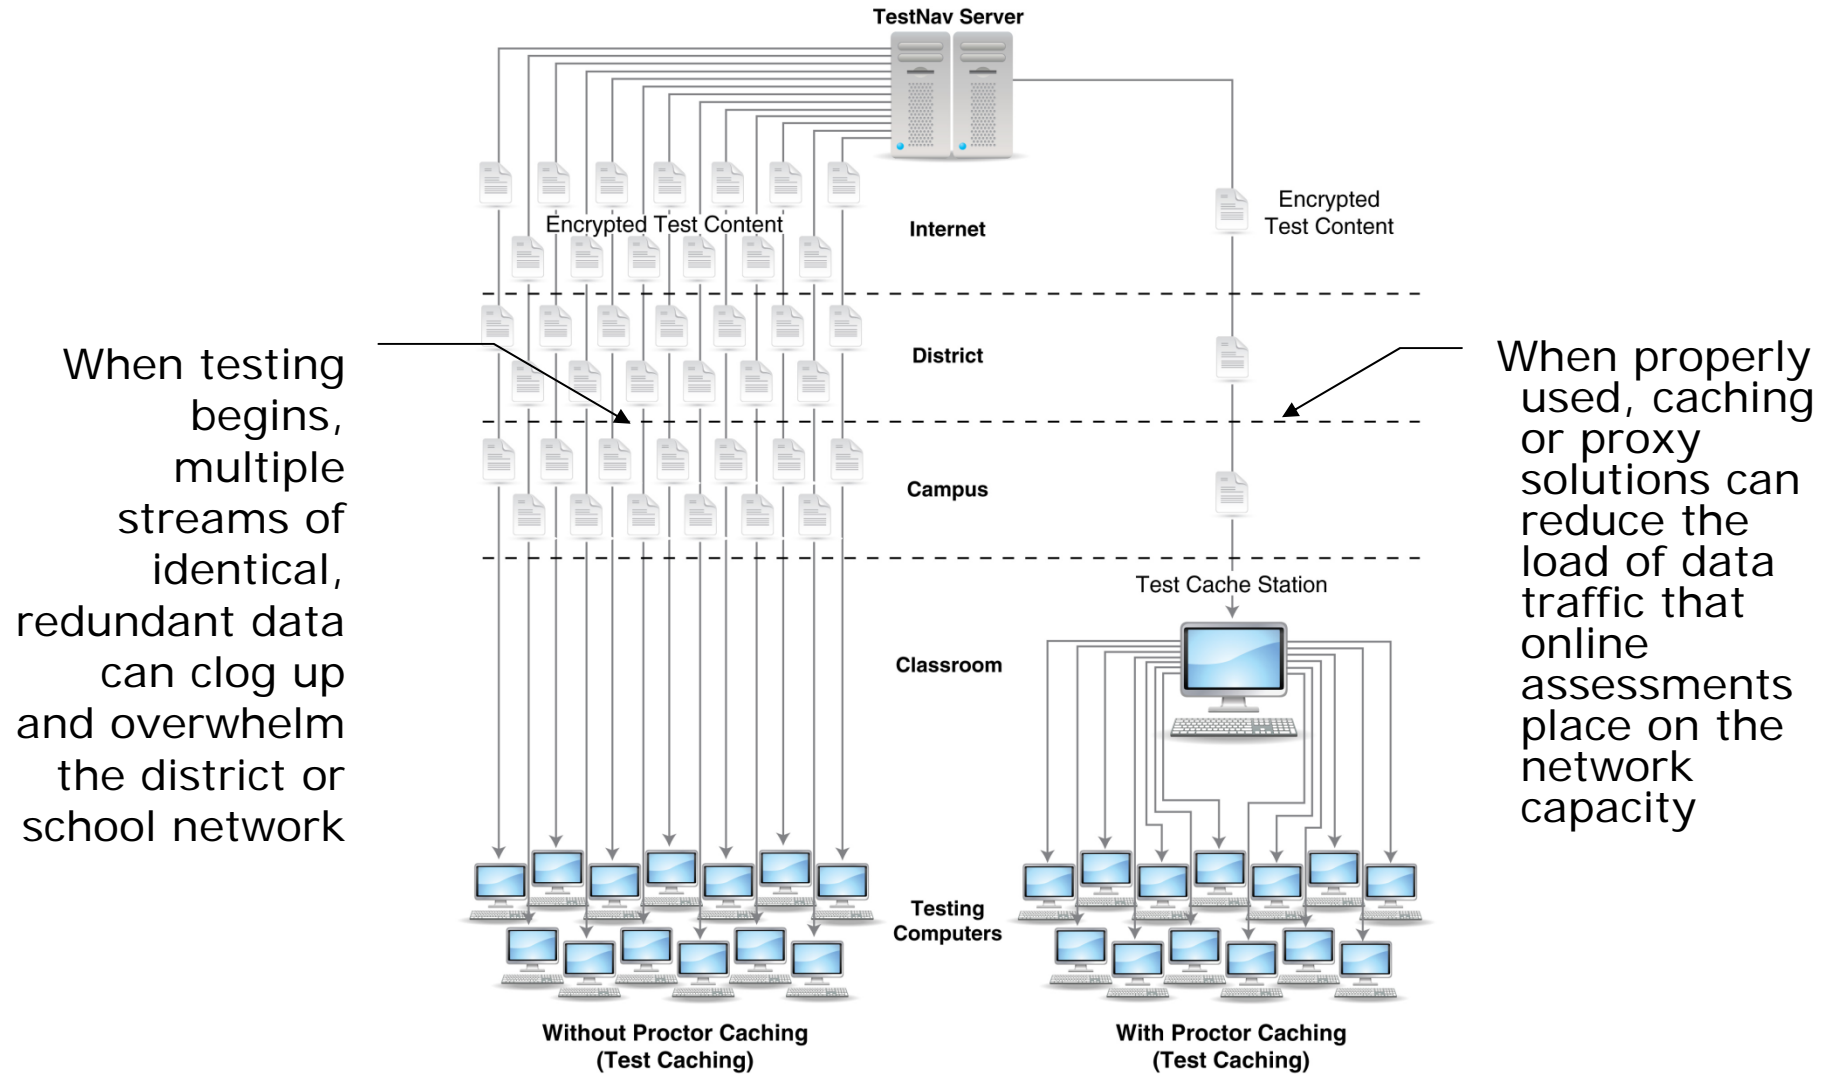 TestNav Server
Encrypted Test Content
Internet
Encrypted
Test Content
District
When testing
begins,
multiple
streams of
identical,
redundant data
can clog up
and overwhelm
the district or
school network
When properly
used, caching
or proxy
solutions can
reduce the
load of data
traffic that
online
assessments
place on the
network
capacity
Campus
Test Cache Station
Classroom
Testing
Computers
Without Proctor Caching
(Test Caching)
With Proctor Caching
(Test Caching)